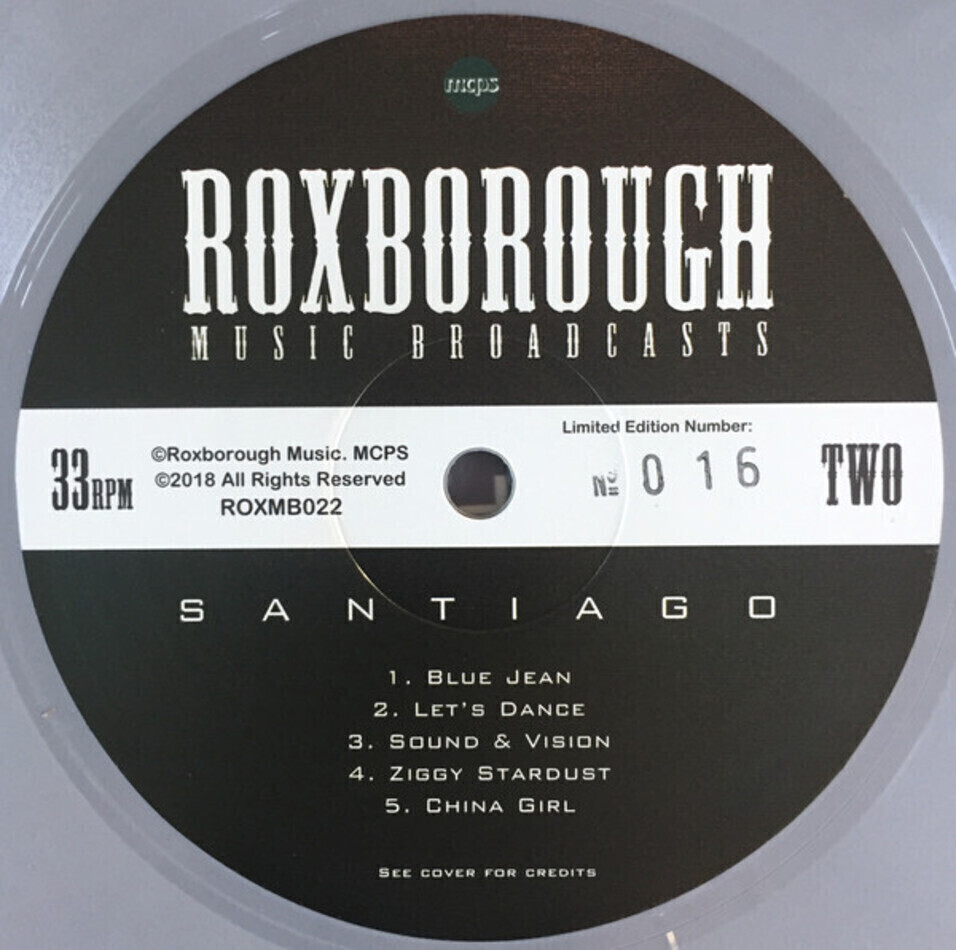 mcps
ROXBOROUGH
MUSIC BROADCASTS
33RPM
©Roxborough Music. MCPS
©2018 All Rights Reserved
ROXMB022
Limited Edition Number:
№ 016
TWO
SANTIAGO
1. Blue Jean
2. Let's Dance
3. Sound & Vision
4. Ziggy Stardust
5. China Girl
See cover for credits